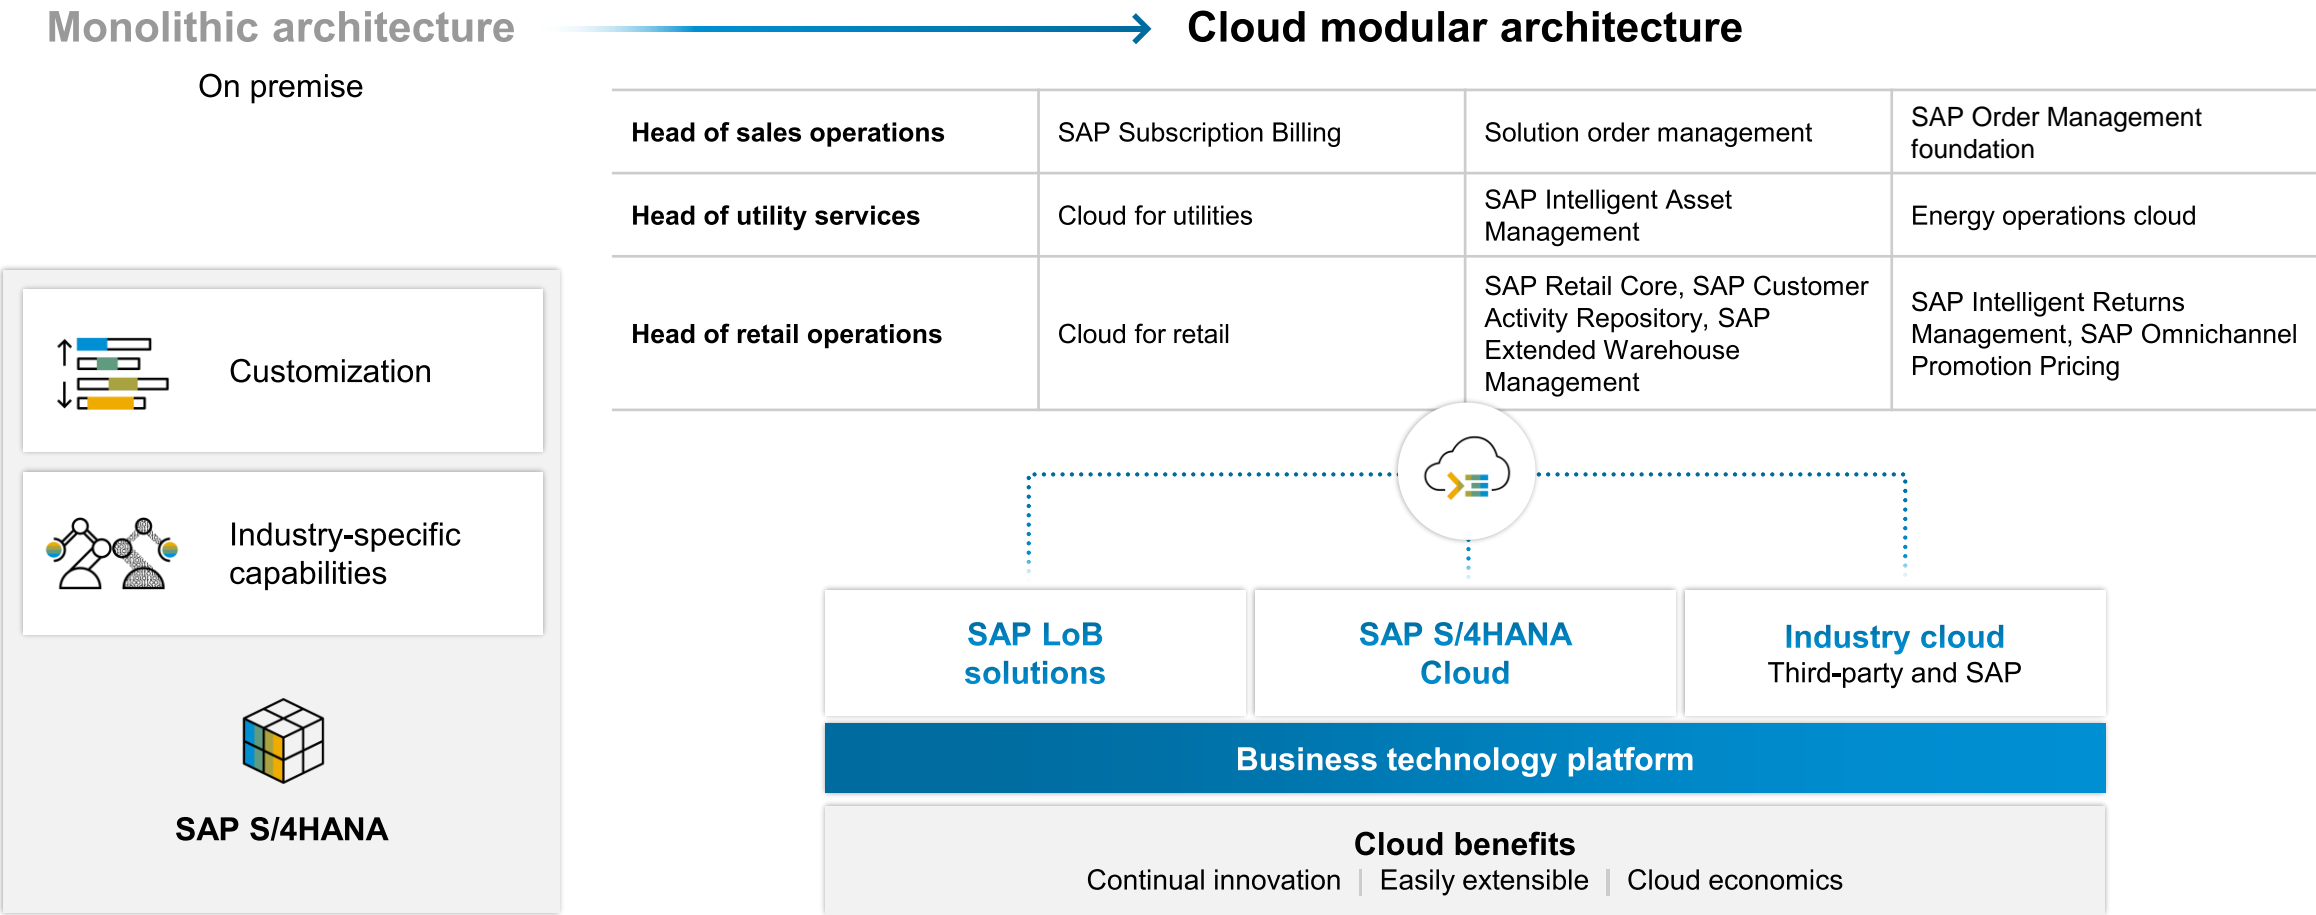 Monolithic architecture
Cloud modular architecture
On premise
Head of sales operations
SAP Subscription Billing
Solution order management
SAP Order Management
foundation
Head of utility services
Cloud for utilities
SAP Intelligent Asset
Management
Energy operations cloud
Head of retail operations
Cloud for retail
SAP Retail Core, SAP Customer
Activity Repository, SAP
Extended Warehouse
Management
SAP Intelligent Returns
Management, SAP Omnichannel
Promotion Pricing
Customization
Industry-specific
capabilities
SAP S/4HANA
SAP LoB
solutions
SAP S/4HANA
Cloud
Industry cloud
Third-party and SAP
Business technology platform
Cloud benefits
Continual innovation | Easily extensible | Cloud economics